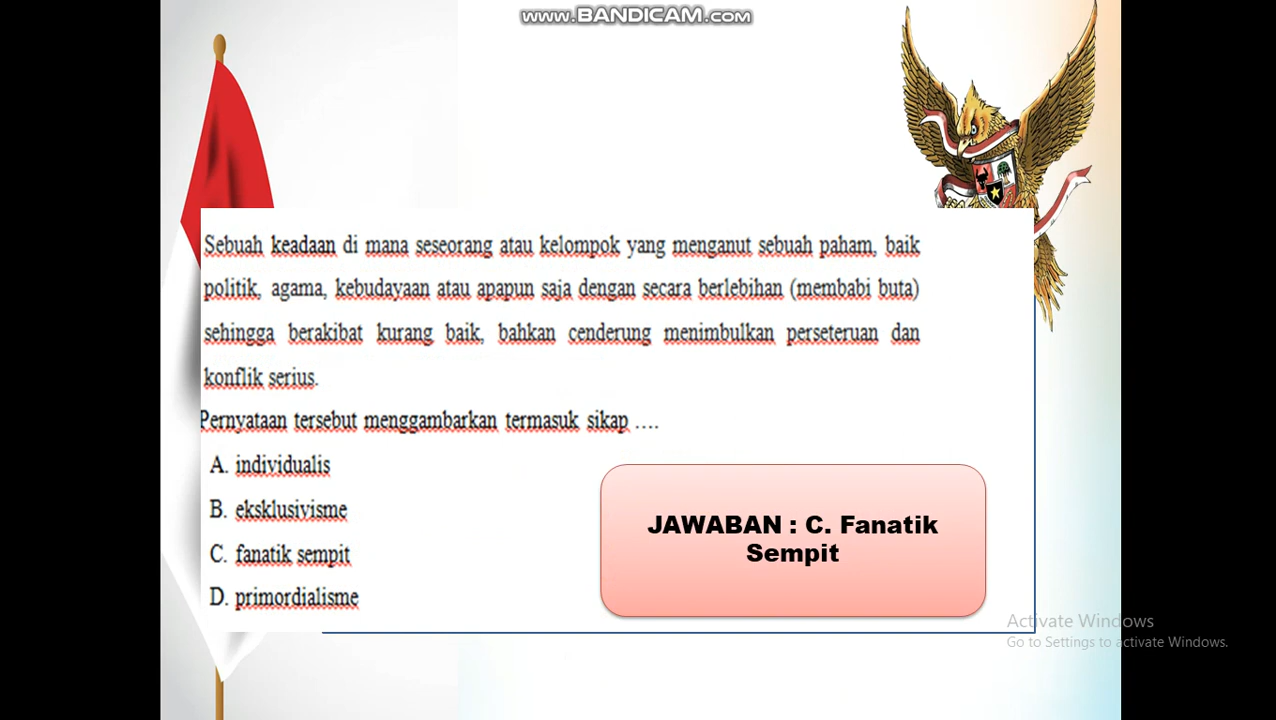 www.BANDICAM.com
Sebuah keadaan di mana seseorang atau kelompok yang menganut sebuah paham, baik
politik, agama, kebudayaan atau apapun saja dengan secara berlebihan (membabi buta)
sehingga berakibat kurang baik, bahkan cenderung menimbulkan perseteruan dan
konflik serius.
Pernyataan tersebut menggambarkan termasuk sikap ....
A. individualis
B. eksklusivisme
C. fanatik sempit
D. primordialisme
JAWABAN : C. Fanatik
Sempit
Activate Windows
Go to Settings to activate Windows.